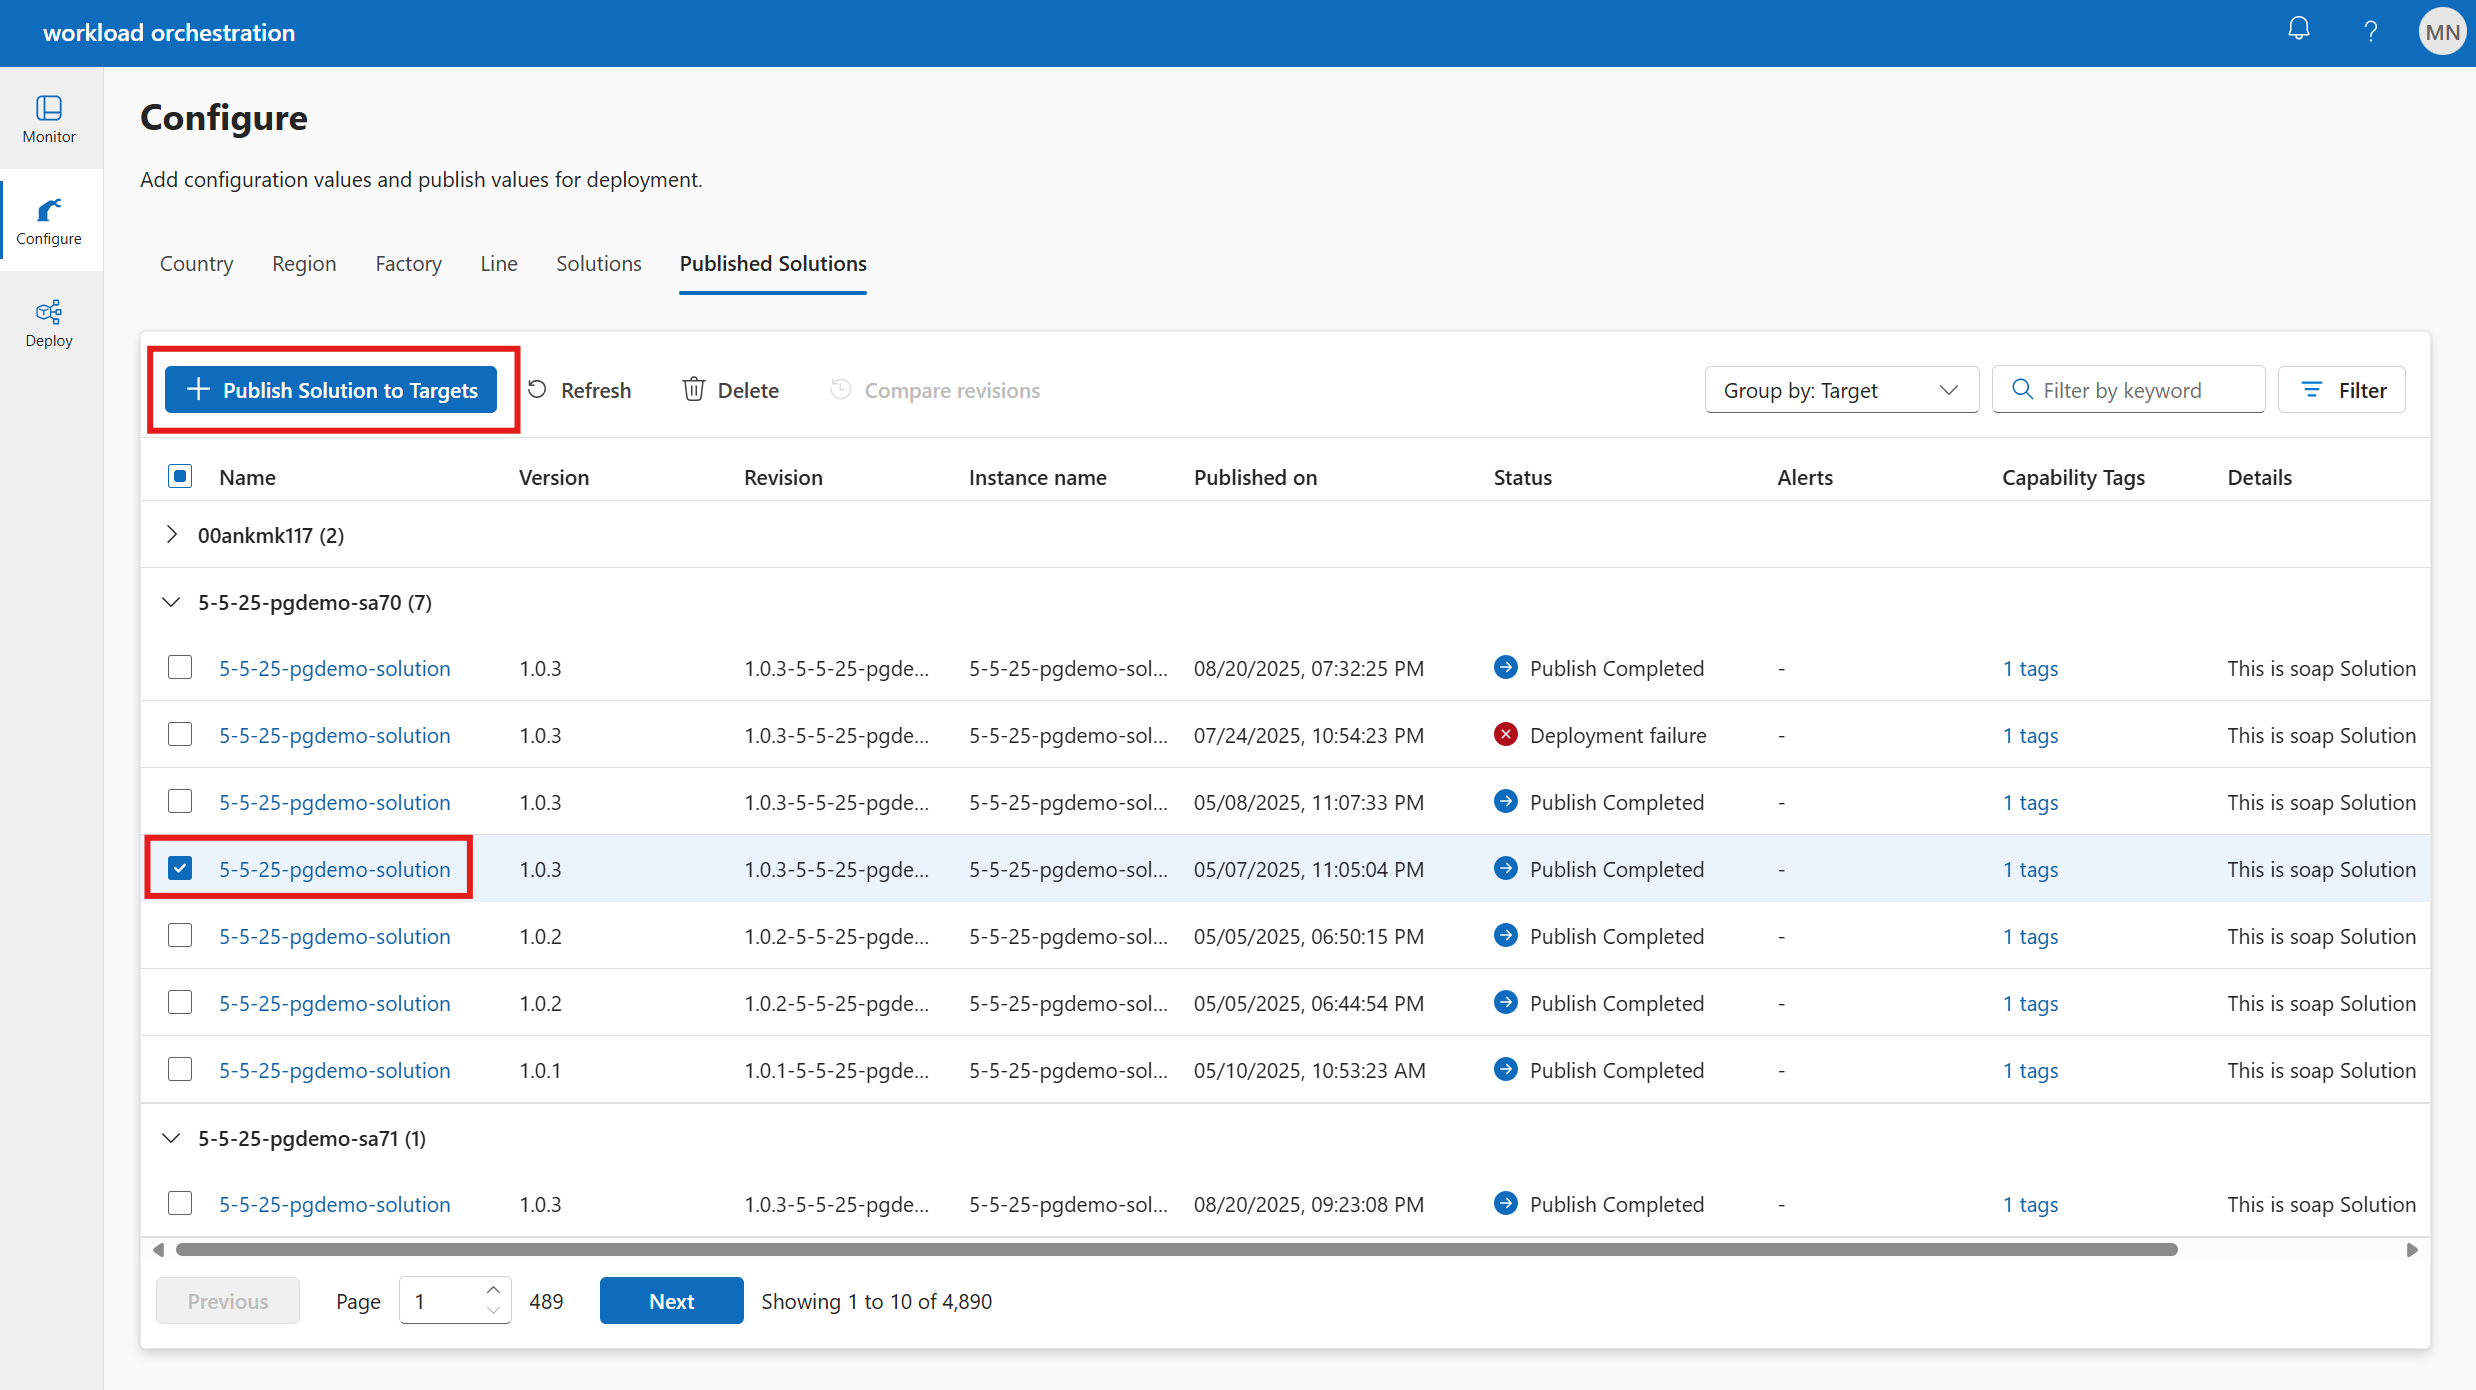 workload orchestration
MN
Monitor
Configure
Deploy
Configure
Add configuration values and publish values for deployment.
Country Region Factory Line Solutions Published Solutions
Publish Solution to Targets Refresh Delete Compare revisions Group by: Target Filter by keyword Filter
Name Version Revision Instance name Published on Status Alerts Capability Tags Details
00ankmk117 (2)
5-5-25-pgdemo-sa70 (7)
5-5-25-pgdemo-solution 1.0.3 1.0.3-5-5-25-pgde... 5-5-25-pgdemo-sol... 08/20/2025, 07:32:25 PM Publish Completed - 1 tags This is soap Solution
5-5-25-pgdemo-solution 1.0.3 1.0.3-5-5-25-pgde... 5-5-25-pgdemo-sol... 07/24/2025, 10:54:23 PM Deployment failure - 1 tags This is soap Solution
5-5-25-pgdemo-solution 1.0.3 1.0.3-5-5-25-pgde... 5-5-25-pgdemo-sol... 05/08/2025, 11:07:33 PM Publish Completed - 1 tags This is soap Solution
5-5-25-pgdemo-solution 1.0.3 1.0.3-5-5-25-pgde... 5-5-25-pgdemo-sol... 05/07/2025, 11:05:04 PM Publish Completed - 1 tags This is soap Solution
5-5-25-pgdemo-solution 1.0.2 1.0.2-5-5-25-pgde... 5-5-25-pgdemo-sol... 05/05/2025, 06:50:15 PM Publish Completed - 1 tags This is soap Solution
5-5-25-pgdemo-solution 1.0.2 1.0.2-5-5-25-pgde... 5-5-25-pgdemo-sol... 05/05/2025, 06:44:54 PM Publish Completed - 1 tags This is soap Solution
5-5-25-pgdemo-solution 1.0.1 1.0.1-5-5-25-pgde... 5-5-25-pgdemo-sol... 05/10/2025, 10:53:23 AM Publish Completed - 1 tags This is soap Solution
5-5-25-pgdemo-sa71 (1)
5-5-25-pgdemo-solution 1.0.3 1.0.3-5-5-25-pgde... 5-5-25-pgdemo-sol... 08/20/2025, 09:23:08 PM Publish Completed - 1 tags This is soap Solution
Previous Page 1 489 Next Showing 1 to 10 of 4,890